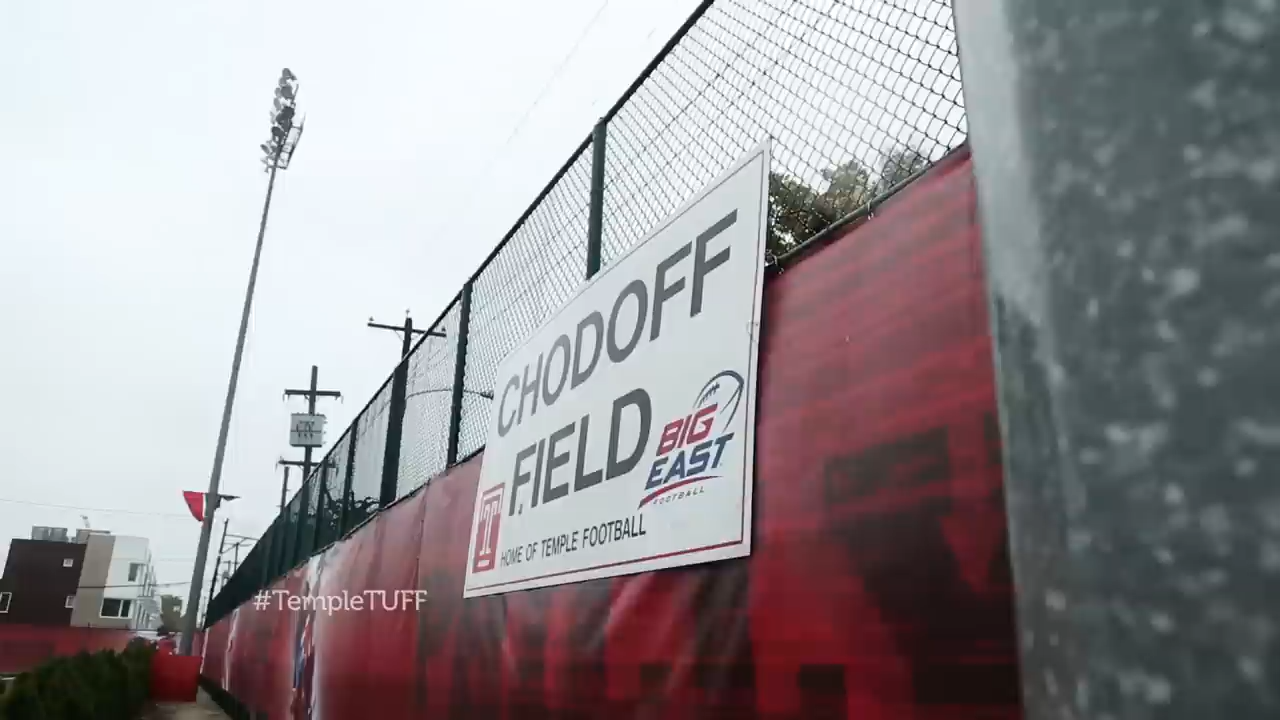 CHODOFF
FIELD
BIG
EAST
FOOTBALL
T
HOME OF TEMPLE FOOTBALL
#TempleTUFF